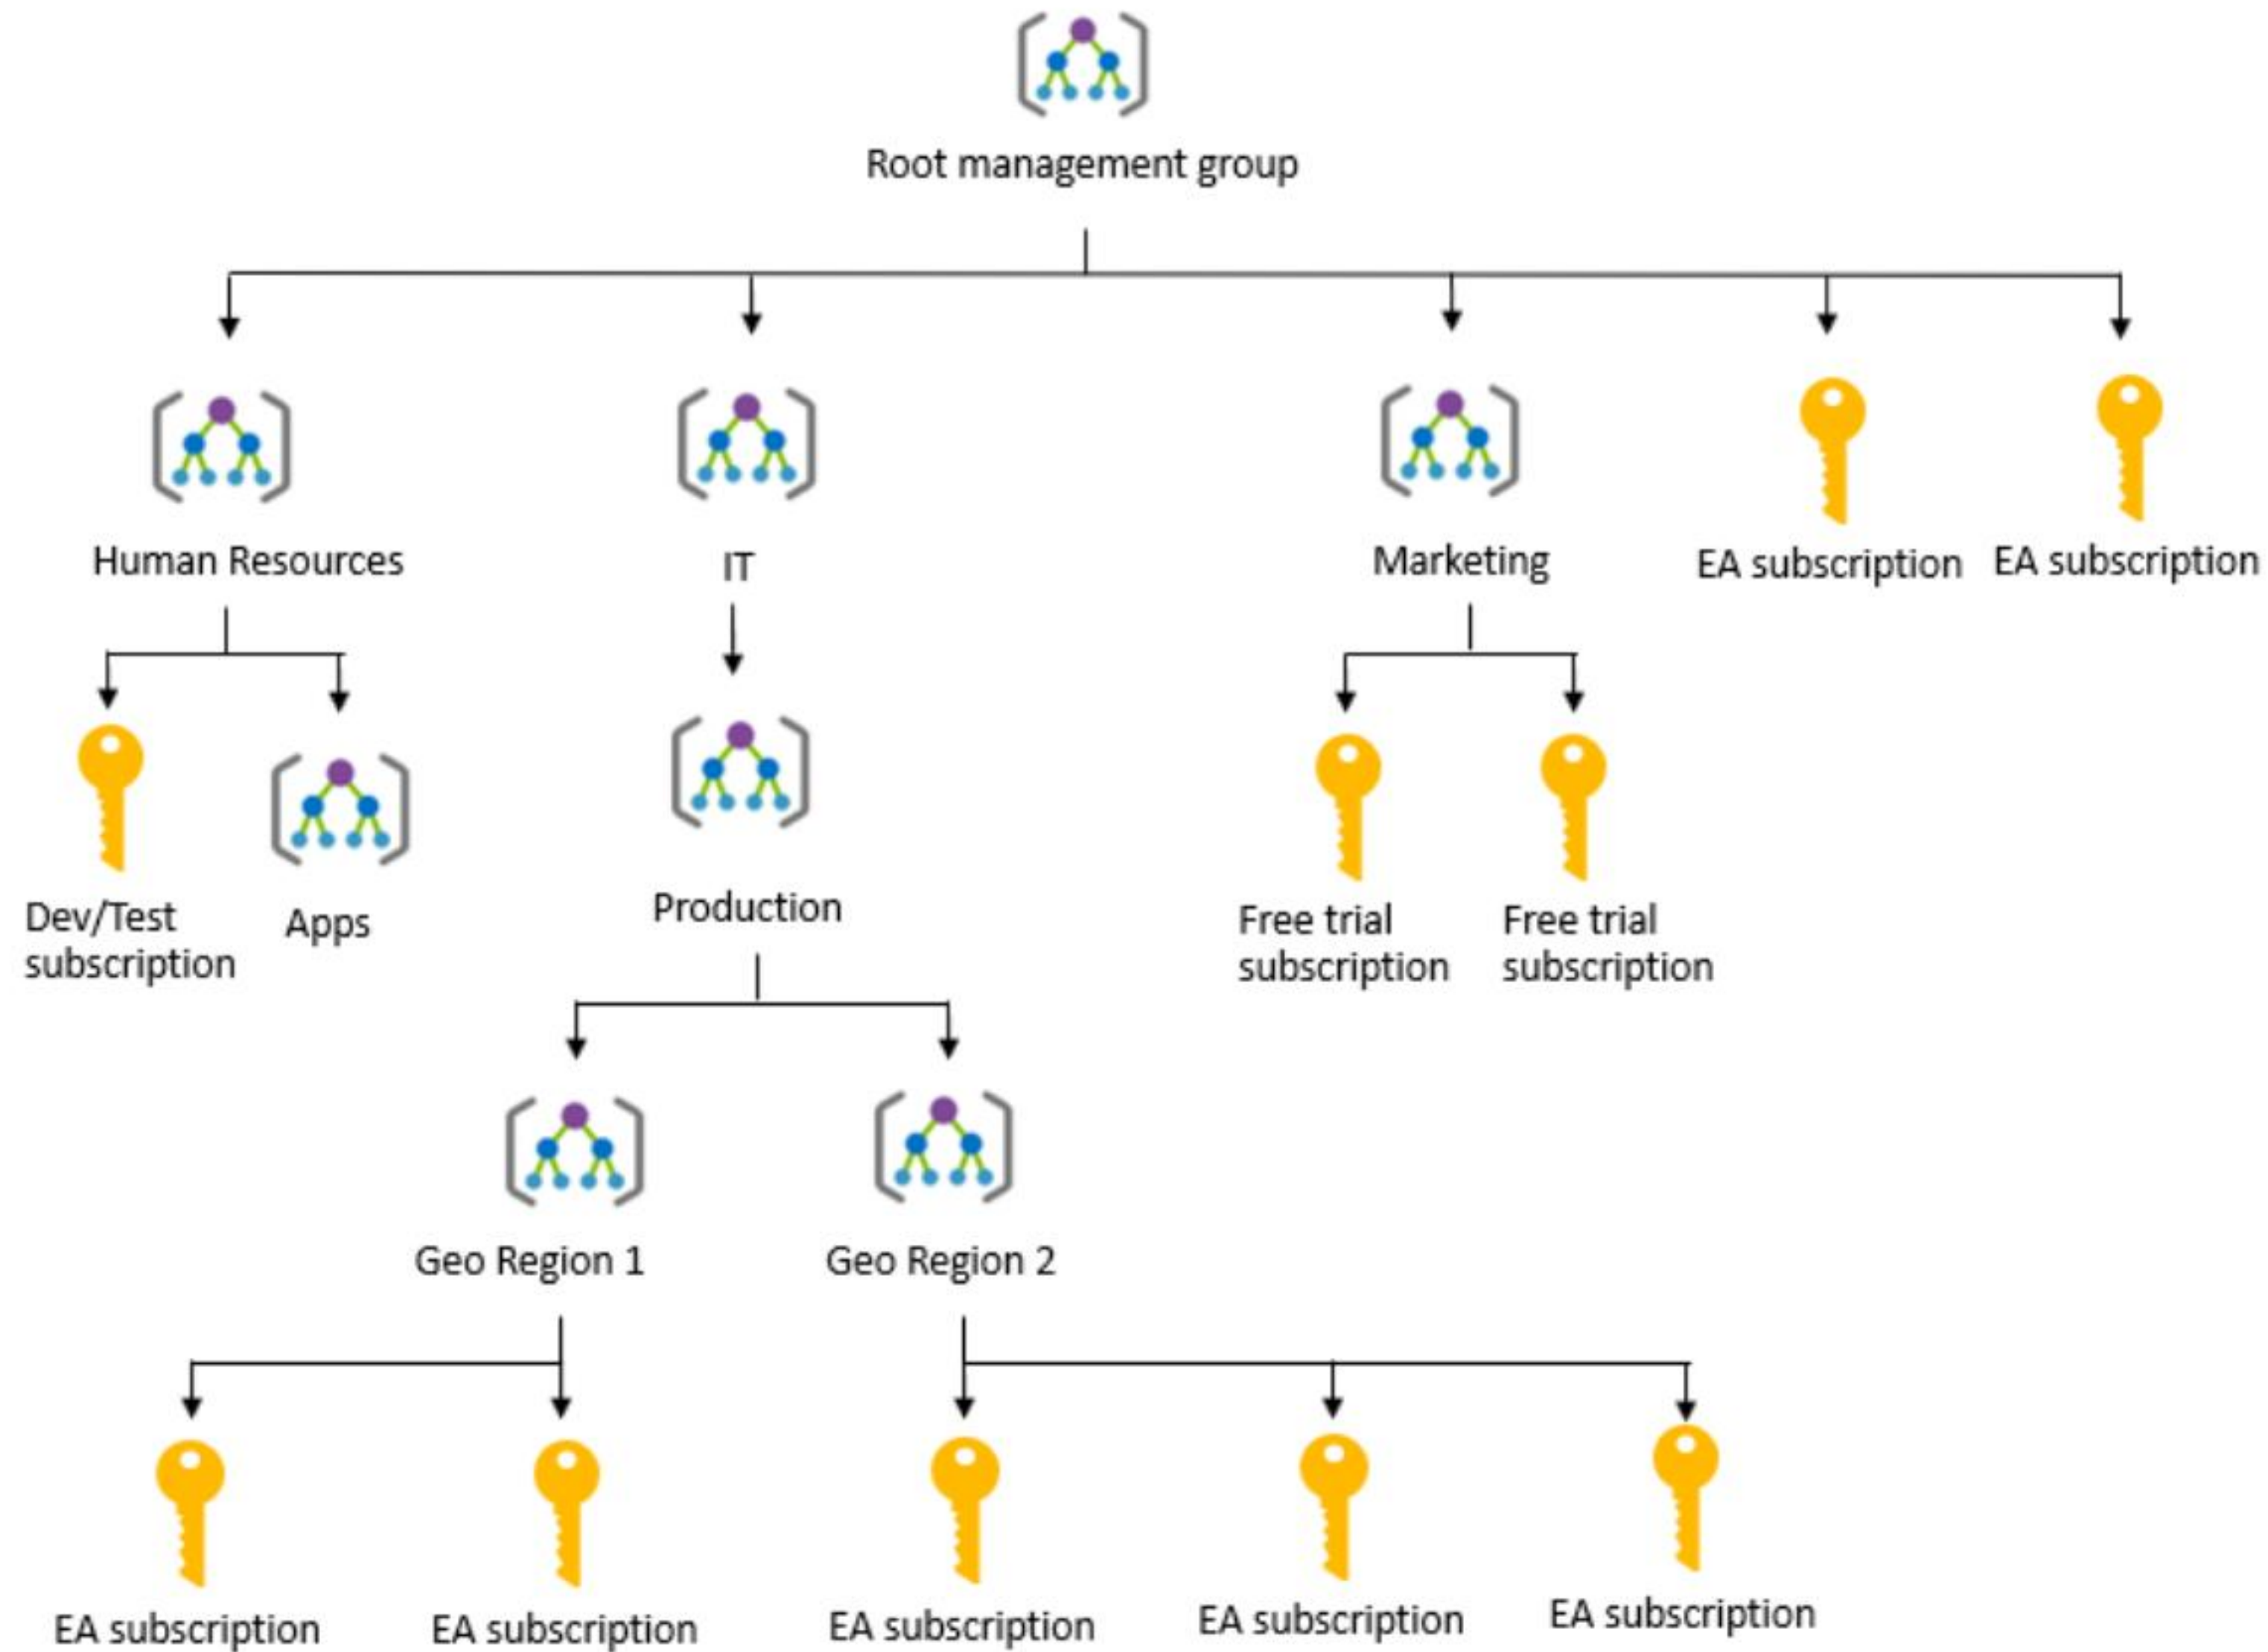 Root management group
Human Resources
IT
Marketing
EA subscription
EA subscription
Dev/Test
subscription
Apps
Production
Free trial
subscription
Free trial
subscription
Geo Region 1
Geo Region 2
EA subscription
EA subscription
EA subscription
EA subscription
EA subscription